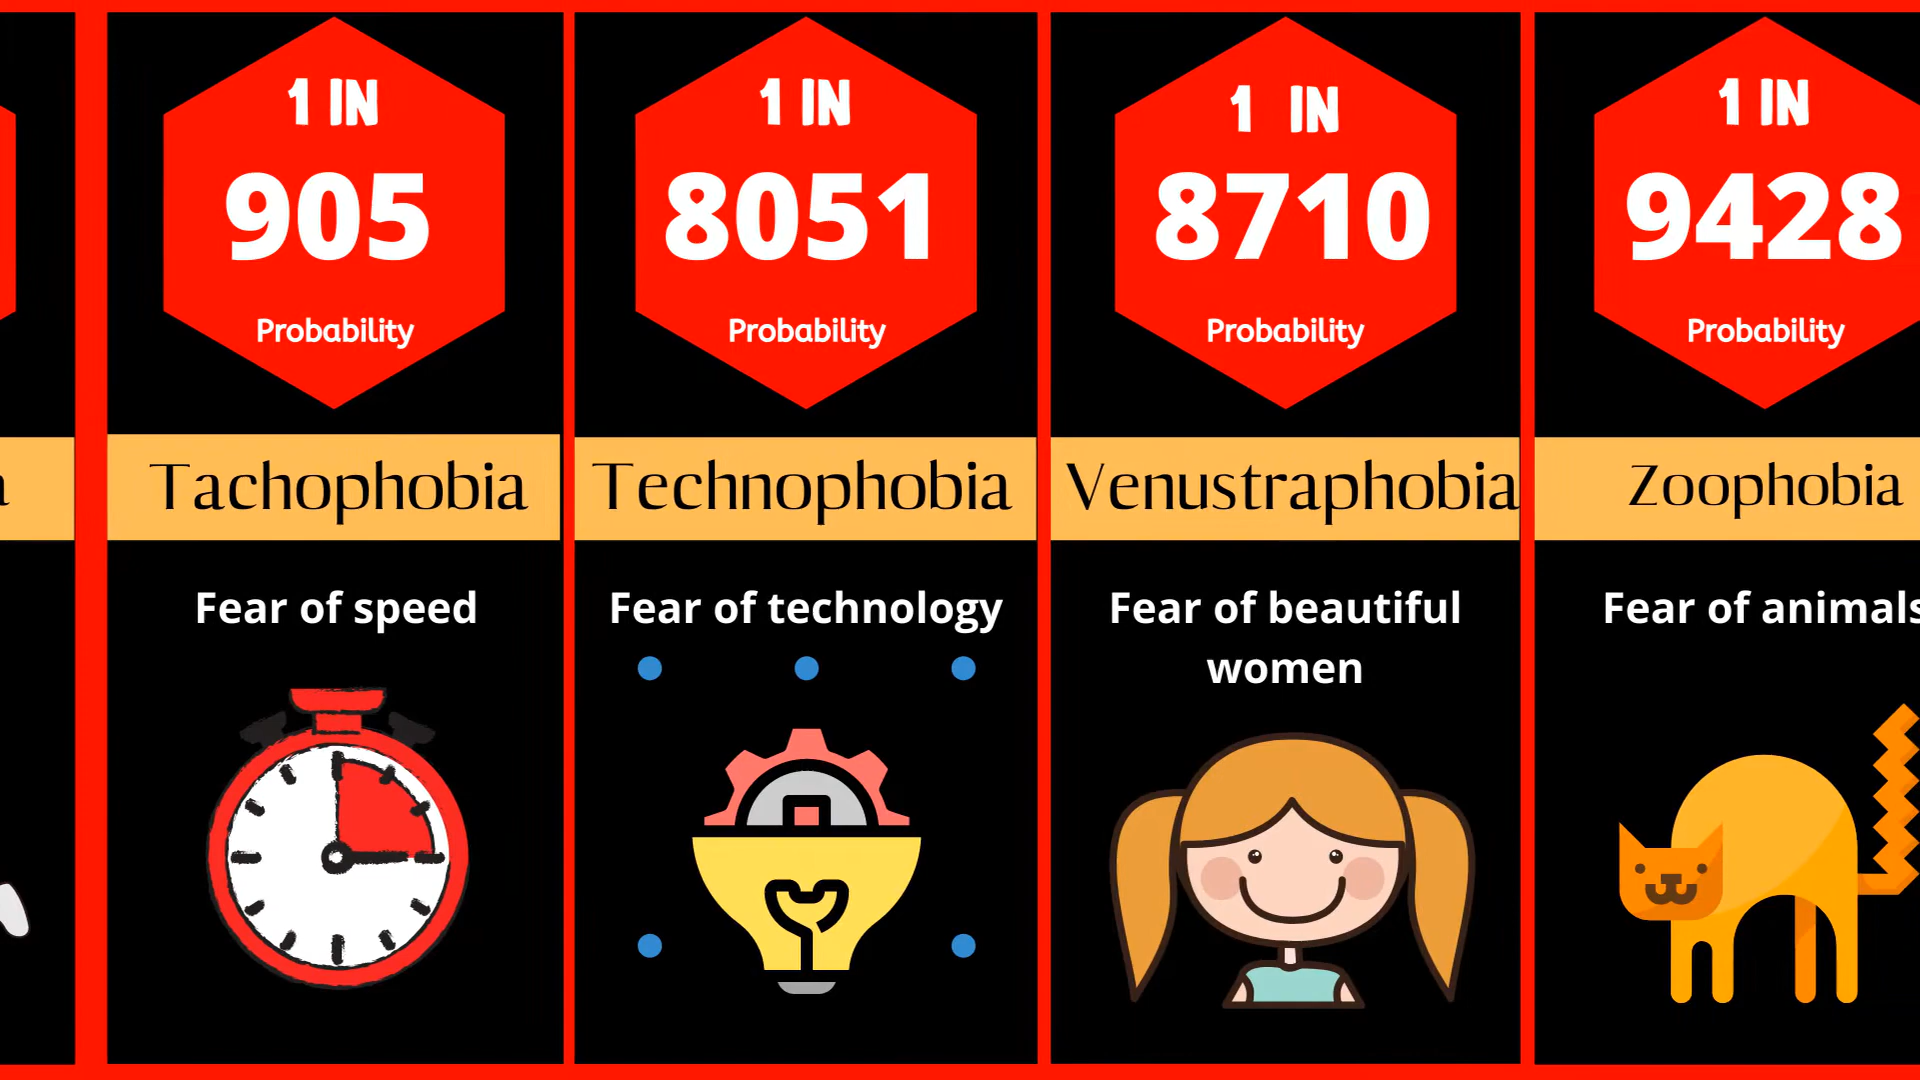 1 IN
905
Probability
Tachophobia
Fear of speed
1 IN
8051
Probability
Technophobia
Fear of technology
1 IN
8710
Probability
Venustraphobia
Fear of beautiful
women
1 IN
9428
Probability
Zoophobia
Fear of animals